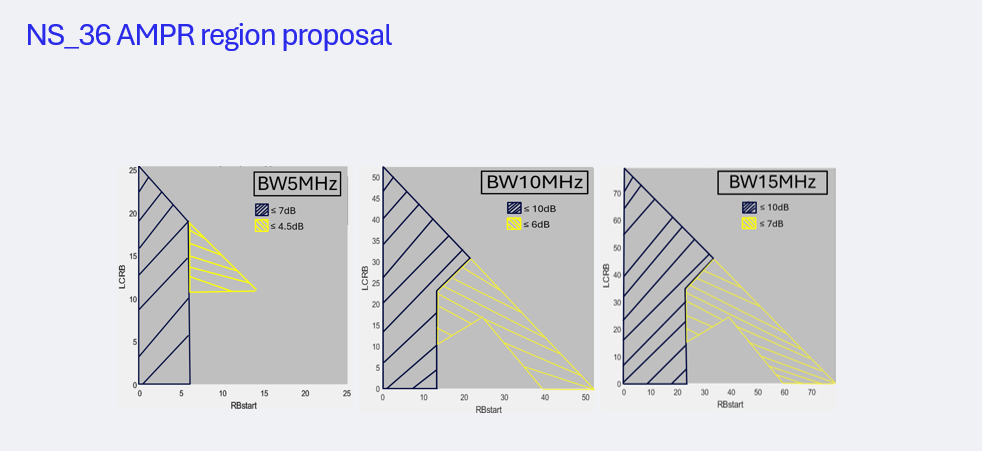 NS_36 AMPR region proposal
BW5MHz
≤ 7dB
≤ 4.5dB
25
20
15
10
5
0
LCRB
0 5 10 15 20 25
RBstart
BW10MHz
≤ 10dB
≤ 6dB
50
45
40
35
30
25
20
15
10
5
0
LCRB
0 10 20 30 40 50
RBstart
BW15MHz
≤ 10dB
≤ 7dB
70
60
50
40
30
20
10
0
LCRB
0 10 20 30 40 50 60 70
RBstart